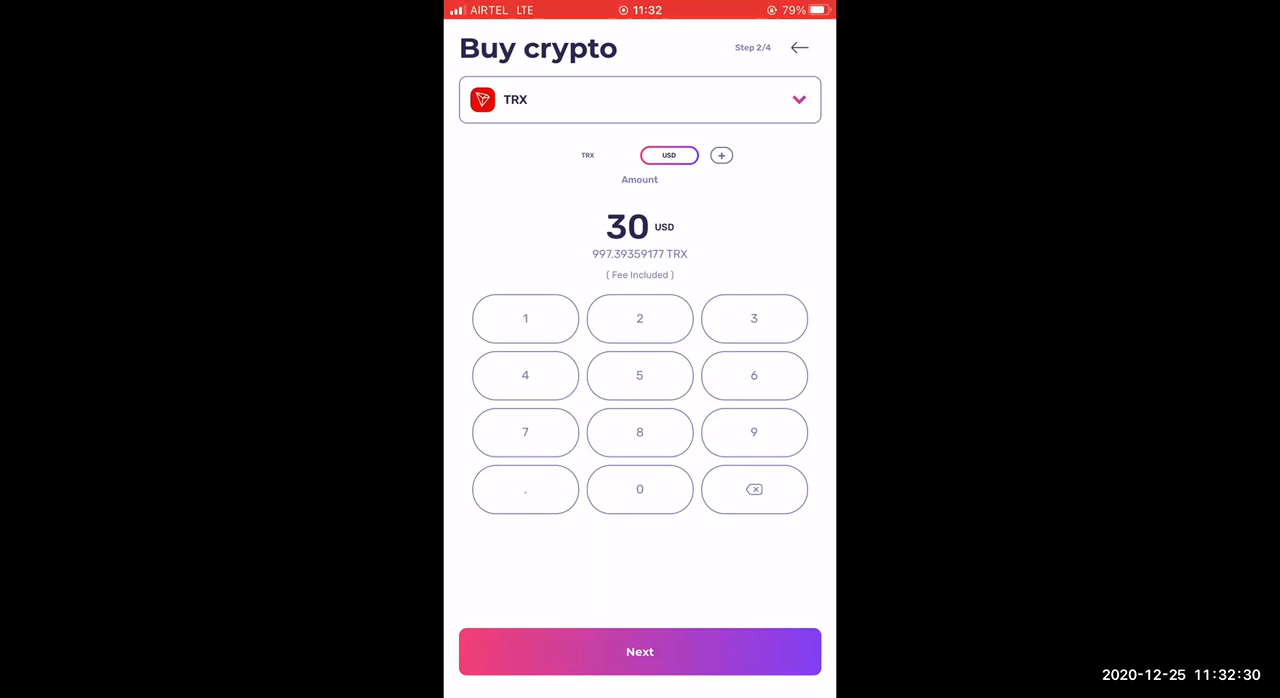 AIRTEL LTE 11:32 79%
Buy crypto
Step 2/4
TRX
TRX USD +
Amount
30 USD
997.39359177 TRX
( Fee Included )
1 2 3
4 5 6
7 8 9
. 0
Next
2020-12-25 11:32:30